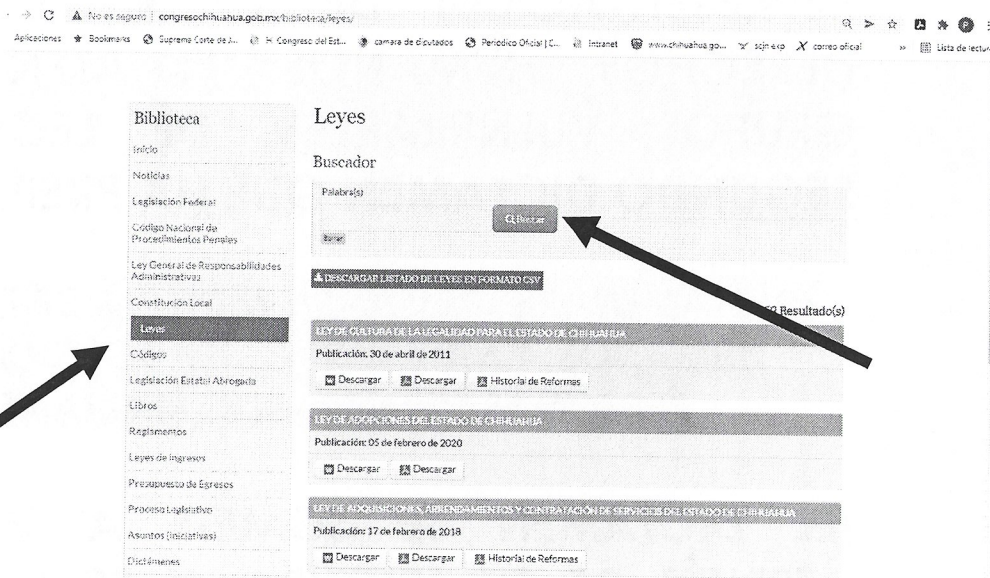 No es seguro | congresochihuahua.gob.mx/biblioteca/leyes/
Aplicaciones Bookmarks Suprema Corte de J... H. Congreso del Est... camara de diputados Periodico Oficial | C... Intranet www.chihuahua.go... scjn exp correo oficial » Lista de lectura
Biblioteca
Inicio
Noticias
Legislación Federal
Código Nacional de
Procedimientos Penales
Ley General de Responsabilidades
Administrativas
Constitución Local
Leyes
Códigos
Legislación Estatal Abrogada
Libros
Reglamentos
Leyes de Ingresos
Presupuesto de Egresos
Proceso Legislativo
Asuntos (iniciativas)
Dictámenes
Leyes
Buscador
Palabra(s)
Buscar
Borrar
DESCARGAR LISTADO DE LEYES EN FORMATO CSV
Resultado(s)
LEY DE CULTURA DE LA LEGALIDAD PARA EL ESTADO DE CHIHUAHUA
Publicación: 30 de abril de 2011
Descargar Descargar Historial de Reformas
LEY DE ADOPCIONES DEL ESTADO DE CHIHUAHUA
Publicación: 05 de febrero de 2020
Descargar Descargar
LEY DE ADQUISICIONES, ARRENDAMIENTOS Y CONTRATACIÓN DE SERVICIOS DEL ESTADO DE CHIHUAHUA
Publicación: 17 de febrero de 2018
Descargar Descargar Historial de Reformas